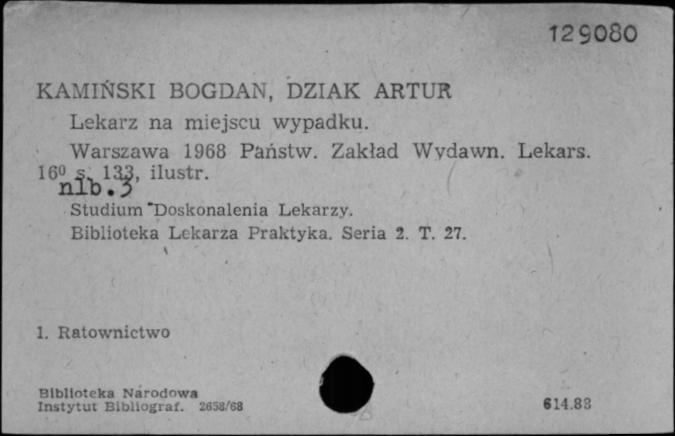 129080
KAMIŃSKI BOGDAN, DZIAK ARTUR
Lekarz na miejscu wypadku.
Warszawa 1968 Państw. Zakład Wydawn. Lekars.
16⁰ s. 133, ilustr.
nlb. 3
Studium Doskonalenia Lekarzy.
Biblioteka Lekarza Praktyka. Seria 2. T. 27.
1. Ratownictwo
Biblioteka Narodowa
Instytut Bibliograf. 2658/68
614.88